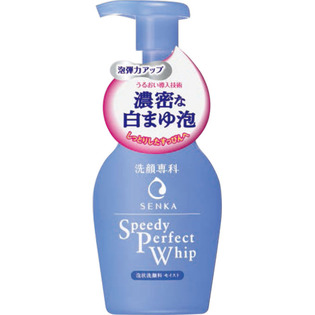 泡弾力アップ
うるおい導入技術
濃密な
白まゆ泡
しっとりしたすっぴんへ
洗顔専科
SENKA
Speedy
Perfect
Whip
泡状洗顔料 モイスト